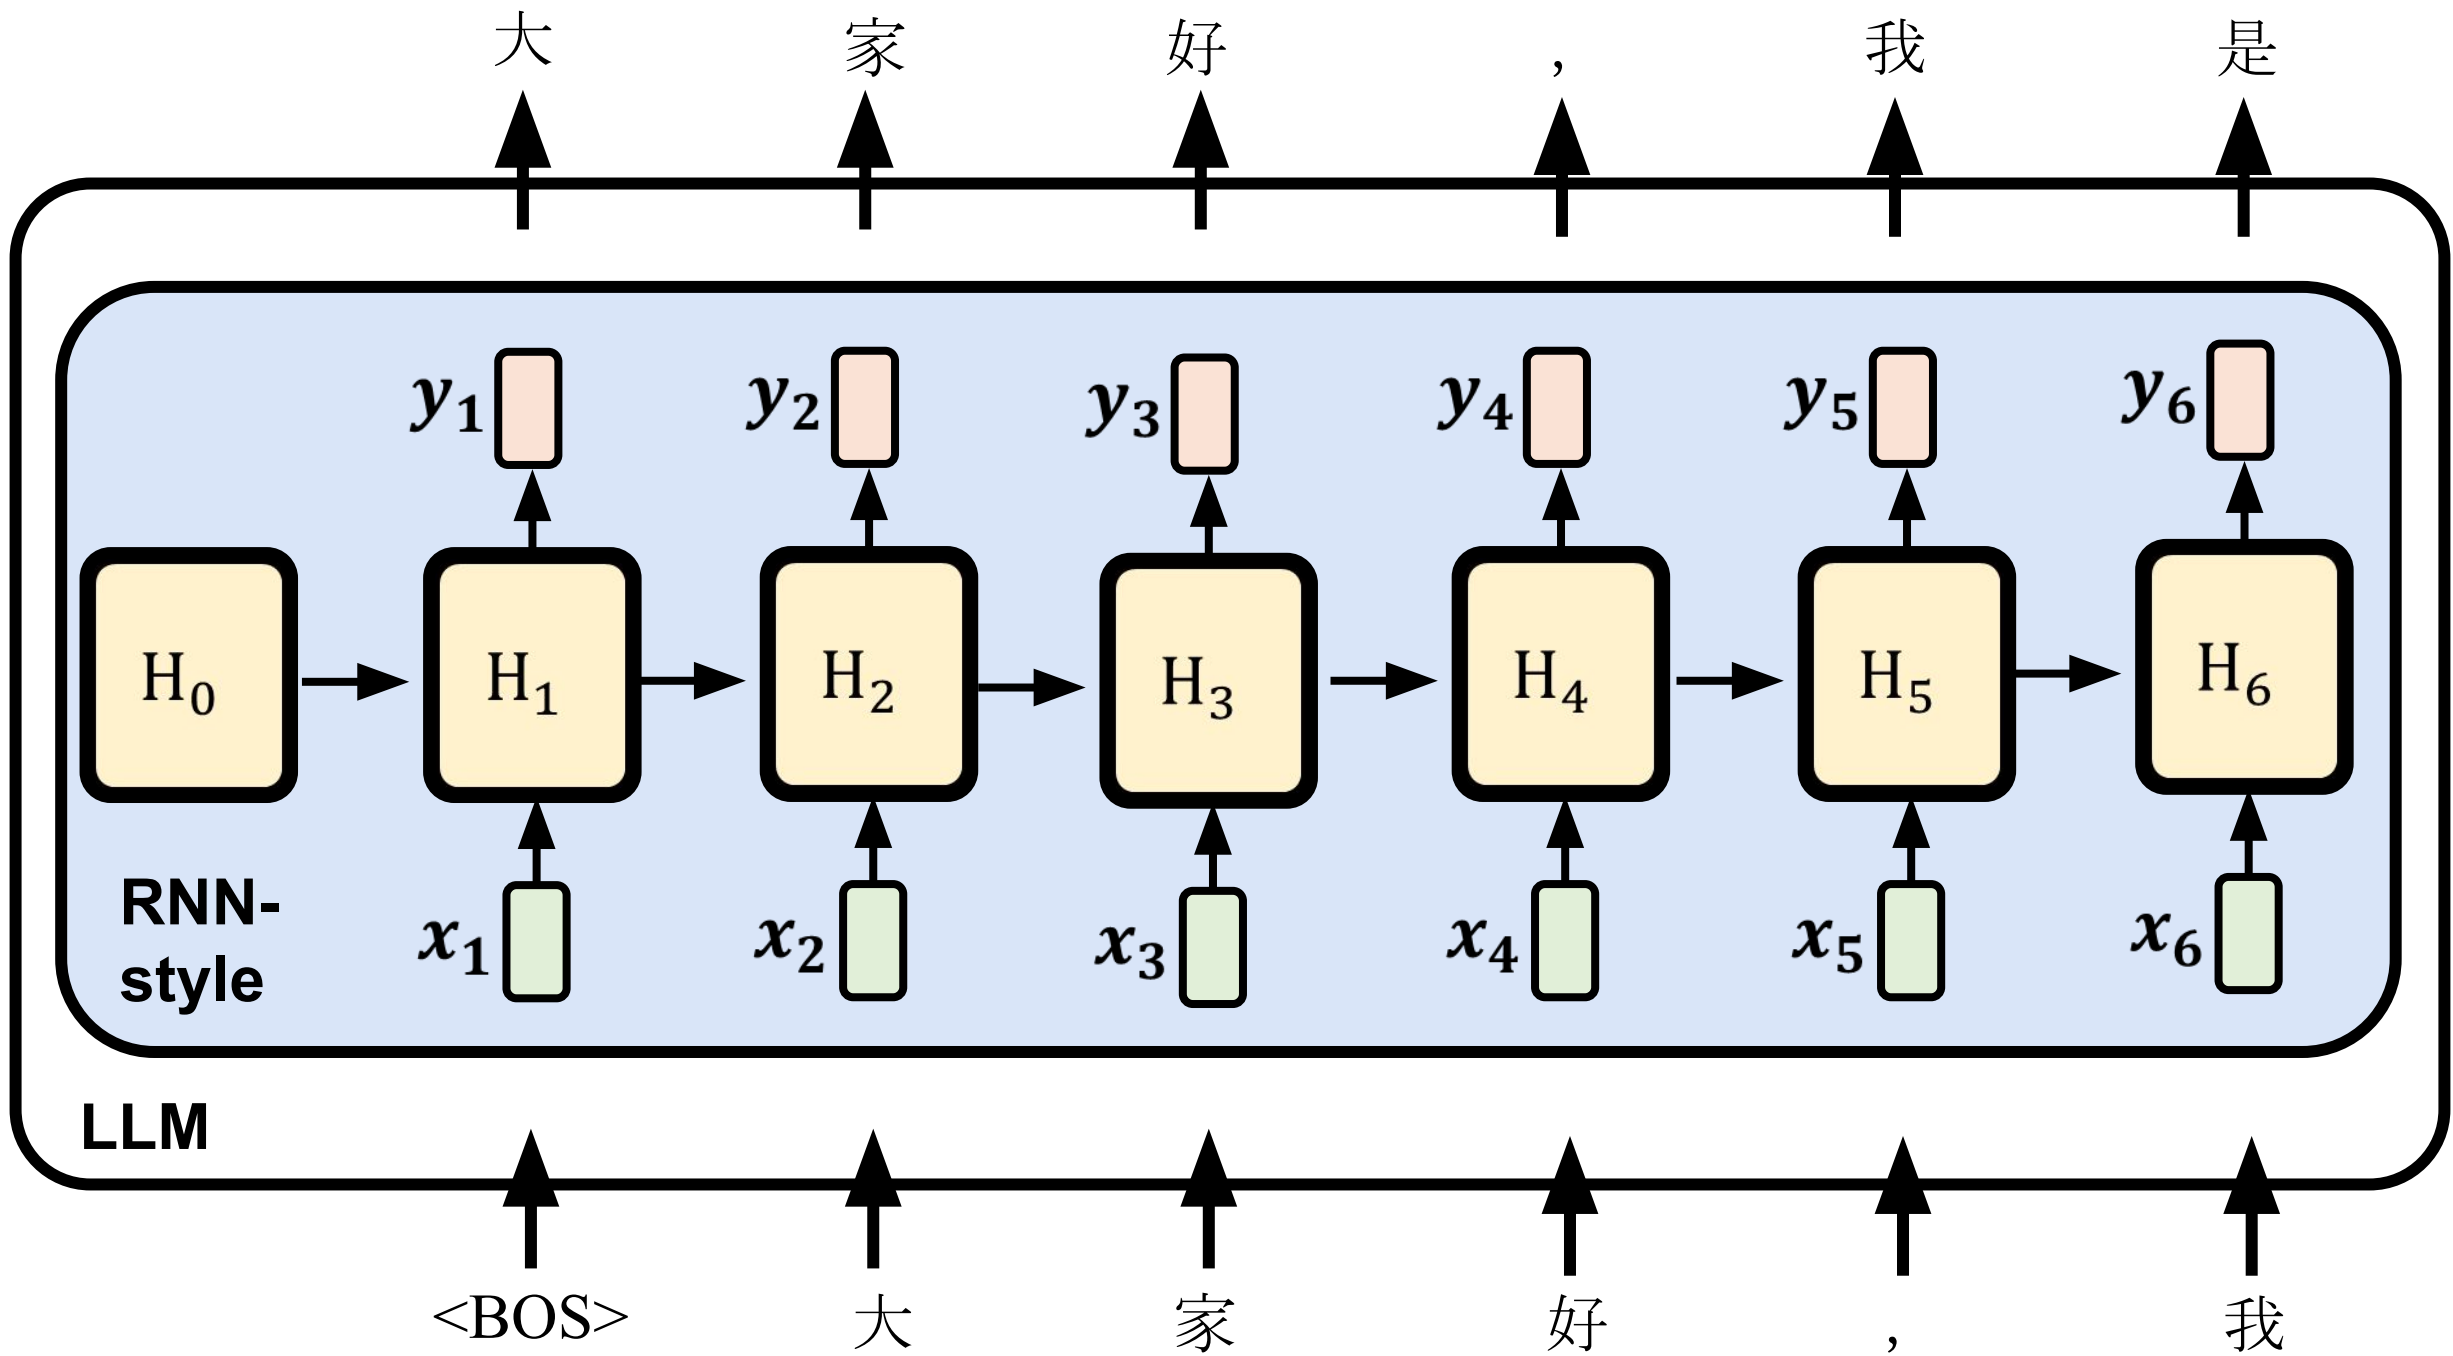 大 家 好 , 我 是
y₁ y₂ y₃ y₄ y₅ y₆
H₀ H₁ H₂ H₃ H₄ H₅ H₆
x₁ x₂ x₃ x₄ x₅ x₆
RNN-
style
LLM
<BOS> 大 家 好 , 我